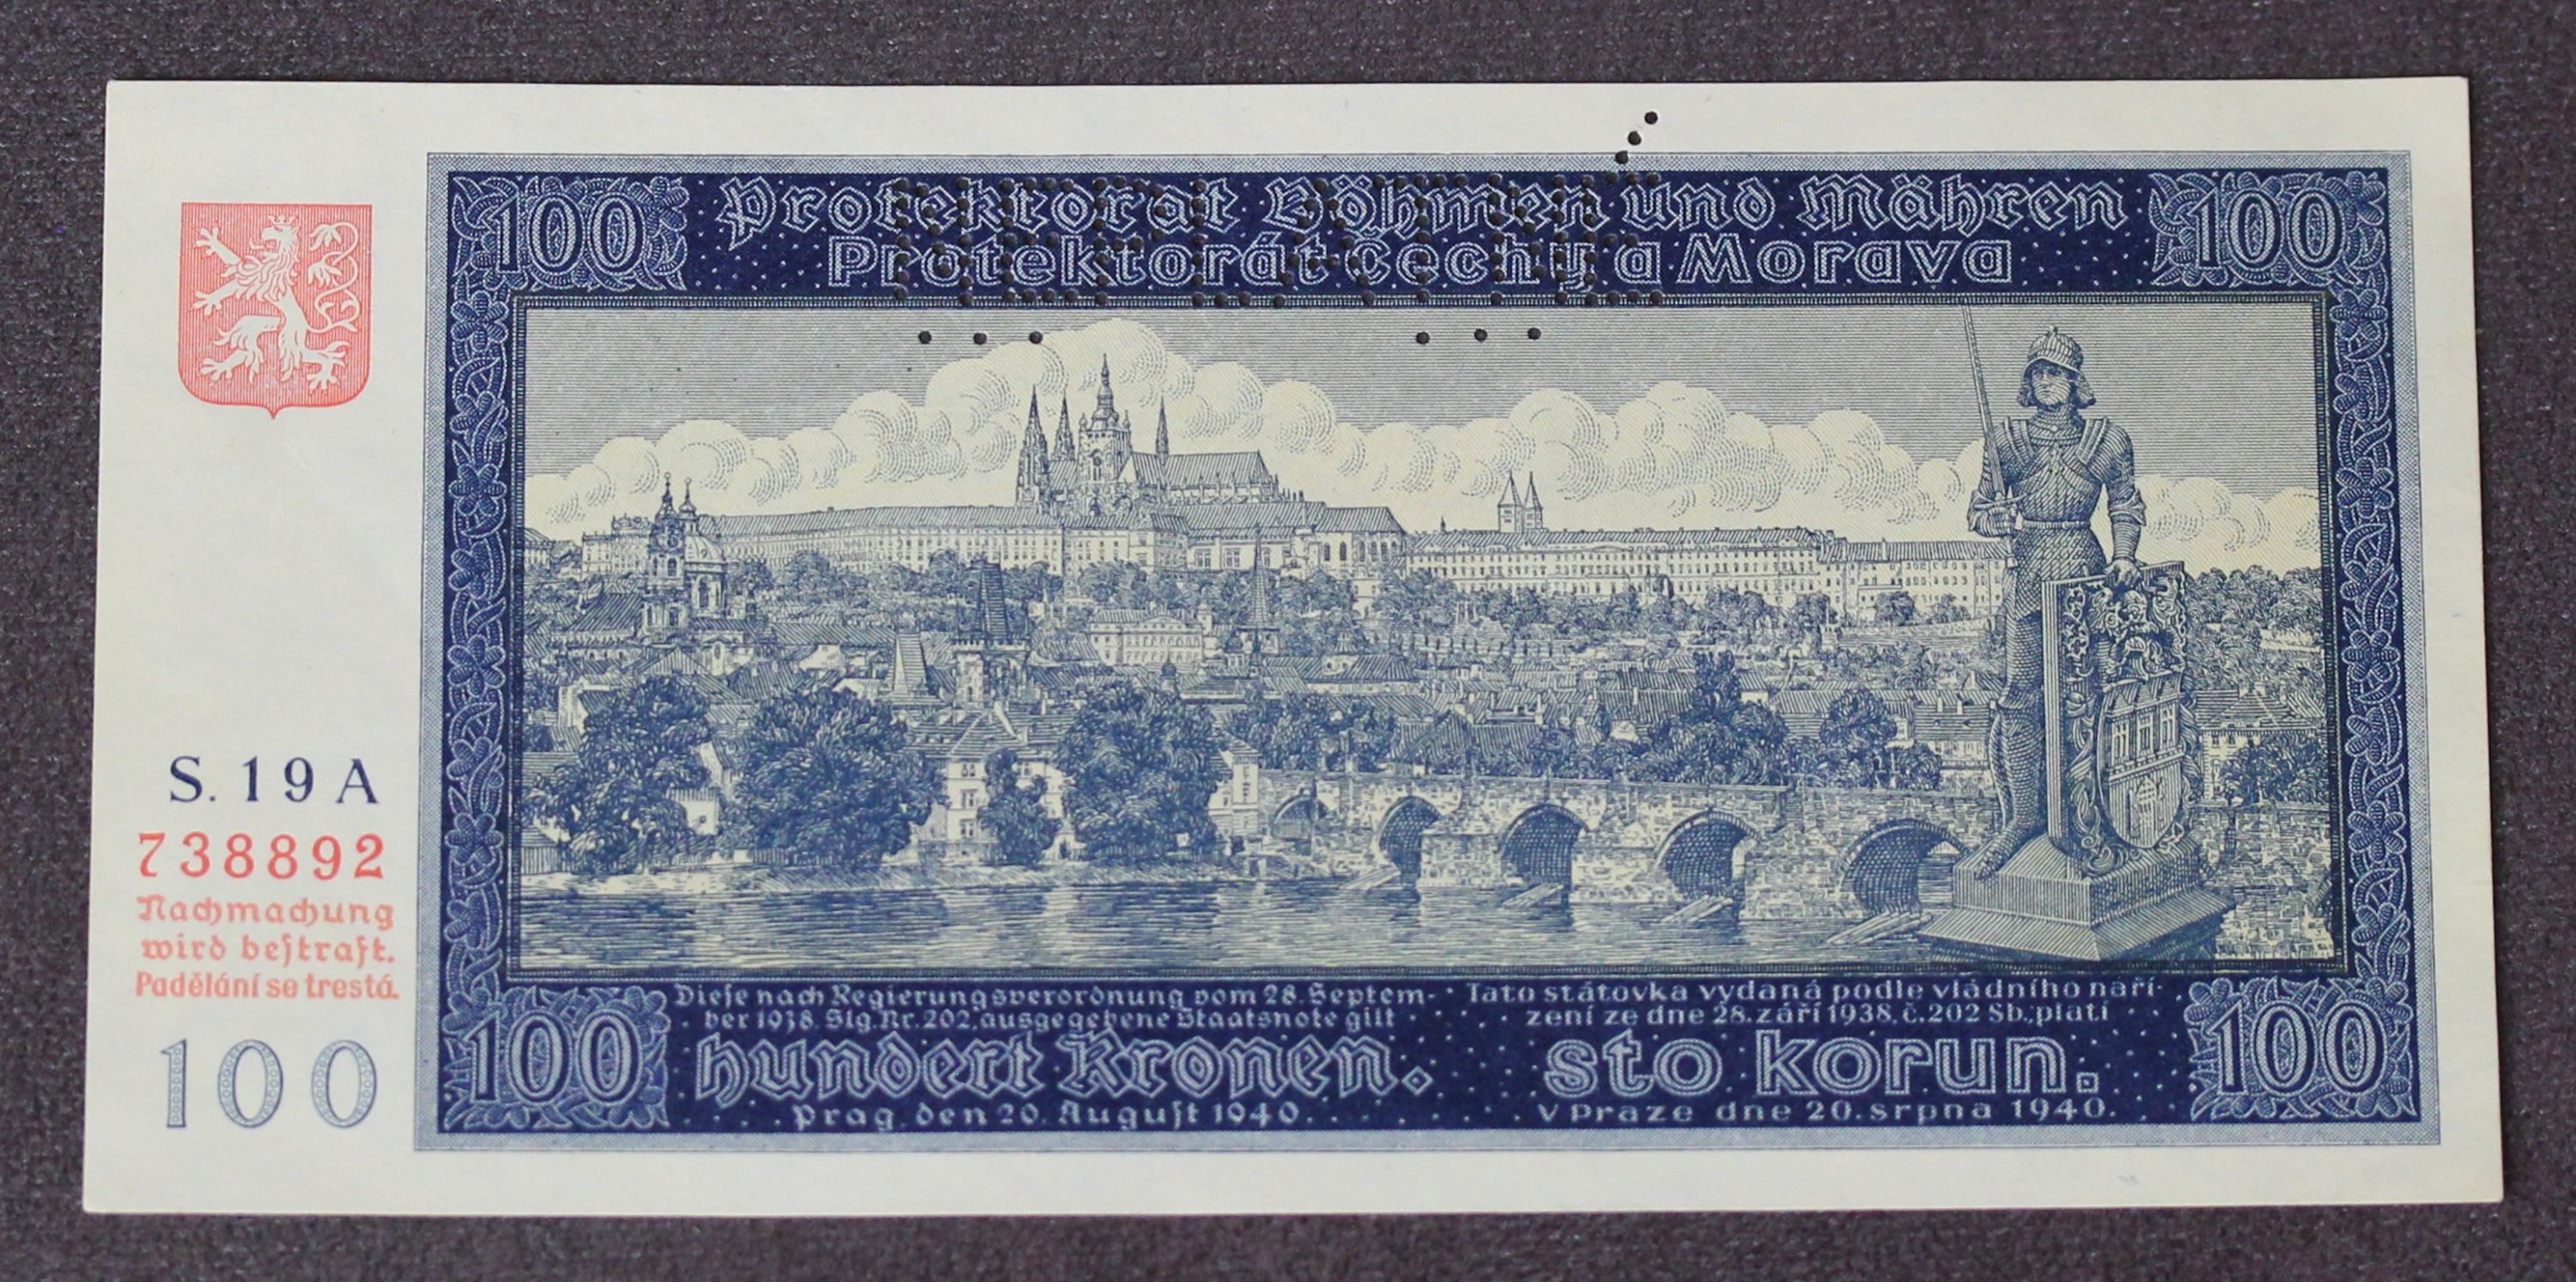 100
Protektorat Böhmen und Mähren
100
Protektorát Čechy a Morava
S. 19 A
738892
Nachmachung
wird bestraft.
Padělání se trestá.
100
Diese nach Regierungsverordnung vom 28. Septem-
ber 1938. Slg. Nr. 202, ausgegebene Staatsnote gilt
hundert Kronen.
Prag, den 20. August 1940.
Tato státovka vydaná podle vládního naří-
zení ze dne 28. září 1938, č. 202 Sb., platí
sto korun.
V Praze dne 20. srpna 1940.
100
100